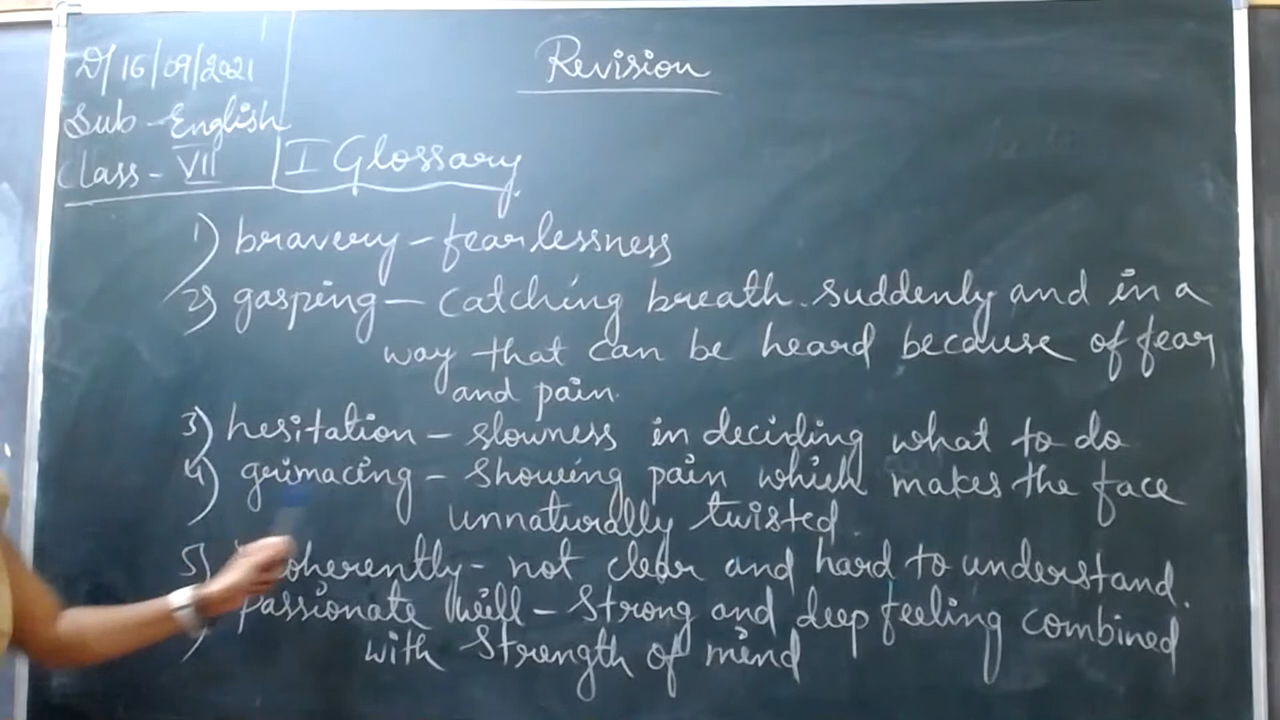 D/ 16/09/2021
Revision
Sub - English
Class - VII
I Glossary
1) bravery - fearlessness
2) gasping - catching breath suddenly and in a
way that can be heard because of fear
and pain.
3) hesitation - slowness in deciding what to do
4) grimacing - showing pain which makes the face
unnaturally twisted.
5) oherently - not clear and hard to understand.
passionate will - Strong and deep feeling combined
with Strength of mind